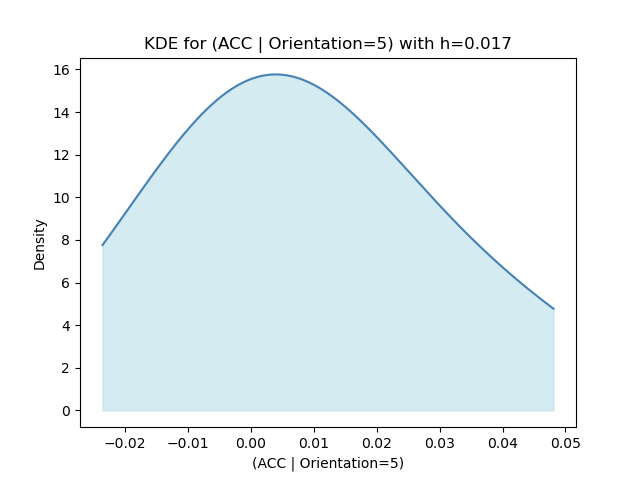 KDE for (ACC | Orientation=5) with h=0.017
16
14
12
10
8
6
4
2
0
Density
−0.02 −0.01 0.00 0.01 0.02 0.03 0.04 0.05
(ACC | Orientation=5)